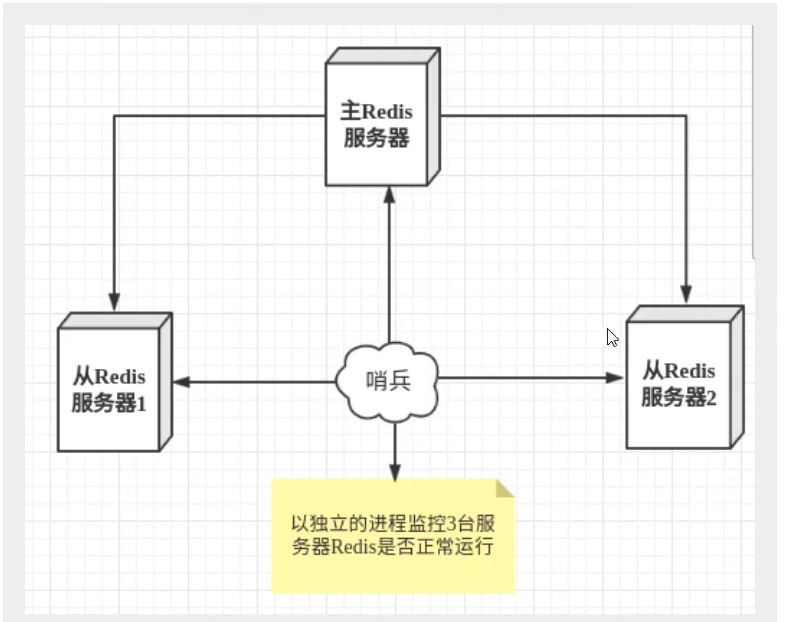 主Redis
服务器
从Redis
服务器1
哨兵
从Redis
服务器2
以独立的进程监控3台服
务器Redis是否正常运行